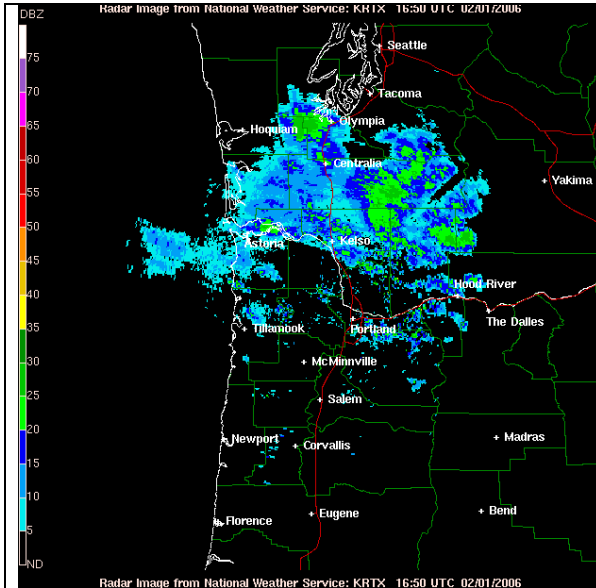 Radar Image from National Weather Service: KRTX 16:50 UTC 02/01/2006
DBZ
75
70
65
60
55
50
45
40
35
30
25
20
15
10
5
ND
Seattle
Tacoma
Olympia
Hoquiam
Centralia
Yakima
Astoria
Kelso
Hood River
The Dalles
Tillamook
Portland
McMinnville
Salem
Newport
Corvallis
Madras
Florence
Eugene
Bend
Radar Image from National Weather Service: KRTX 16:50 UTC 02/01/2006